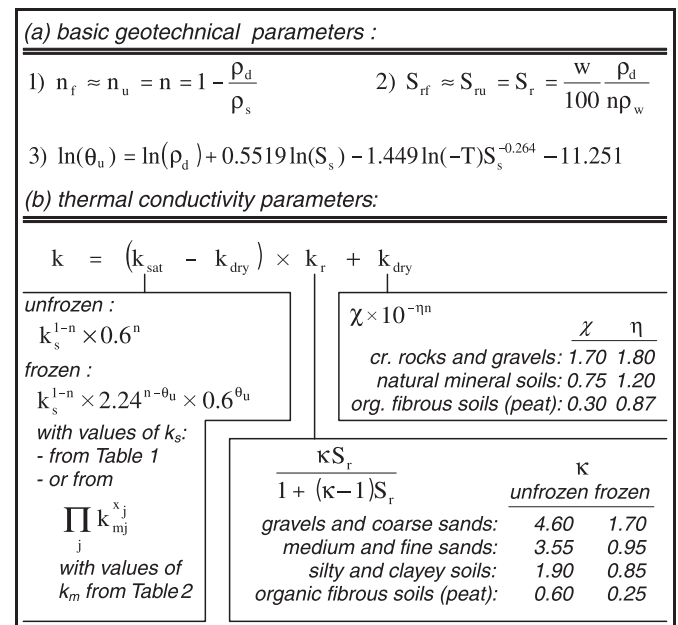 (a) basic geotechnical parameters :
1) n_f ≈ n_u = n = 1 − ρ_d / ρ_s
2) S_rf ≈ S_ru = S_r = w/100 ρ_d/nρ_w
3) ln(θ_u) = ln(ρ_d) + 0.5519 ln(S_s) − 1.449 ln(−T)S_s^−0.264 − 11.251
(b) thermal conductivity parameters:
k = (k_sat − k_dry) × k_r + k_dry
unfrozen :
k_s^1−n × 0.6^n
frozen :
k_s^1−n × 2.24^n−θ_u × 0.6^θ_u
with values of k_s:
- from Table 1
- or from
∏_j k_mj^x_j
with values of
k_m from Table 2
χ × 10^−ηn
χ η
cr. rocks and gravels: 1.70 1.80
natural mineral soils: 0.75 1.20
org. fibrous soils (peat): 0.30 0.87
κS_r / 1 + (κ−1)S_r
κ
unfrozen frozen
gravels and coarse sands: 4.60 1.70
medium and fine sands: 3.55 0.95
silty and clayey soils: 1.90 0.85
organic fibrous soils (peat): 0.60 0.25